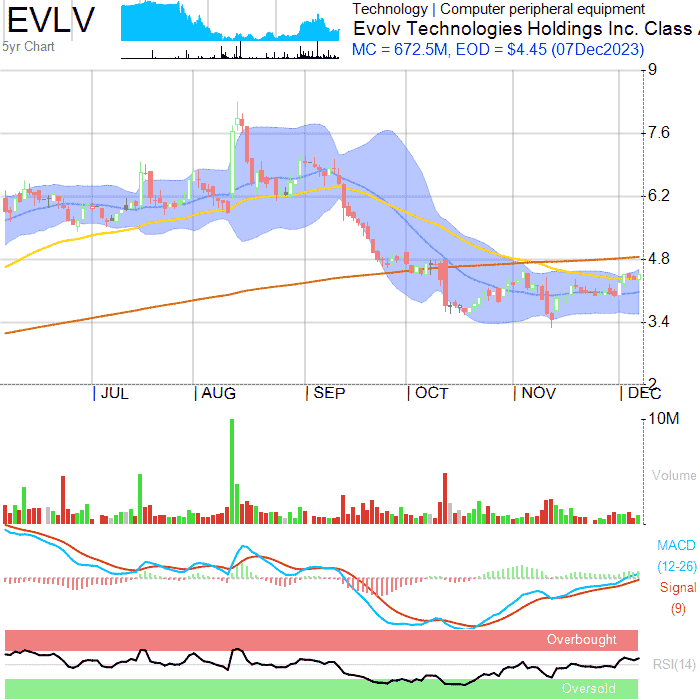 EVLV
5yr Chart
Technology | Computer peripheral equipment
Evolv Technologies Holdings Inc. Class
MC = 672.5M, EOD = $4.45 (07Dec2023)
9
7.6
6.2
4.8
3.4
2
JUL AUG SEP OCT NOV DEC
10M
Volume
MACD
(12-26)
Signal
(9)
Overbought
RSI(14)
Oversold